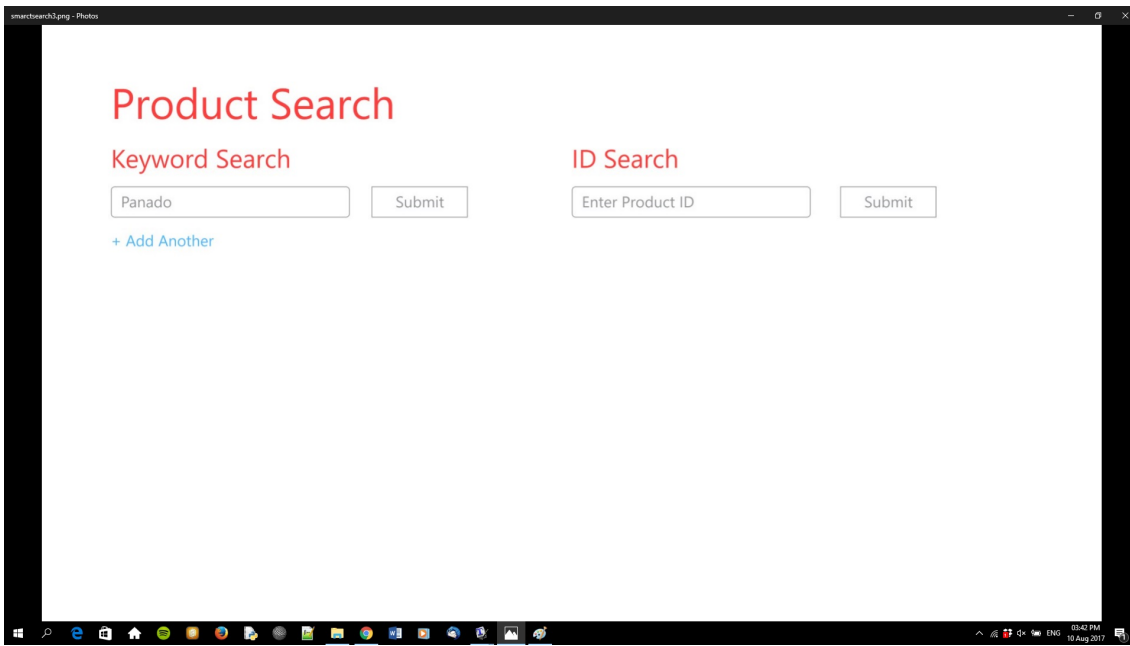 smarctsearch3.png - Photos
Product Search
Keyword Search
ID Search
Panado
Submit
Enter Product ID
Submit
+ Add Another
ENG
03:42 PM
10 Aug 2017